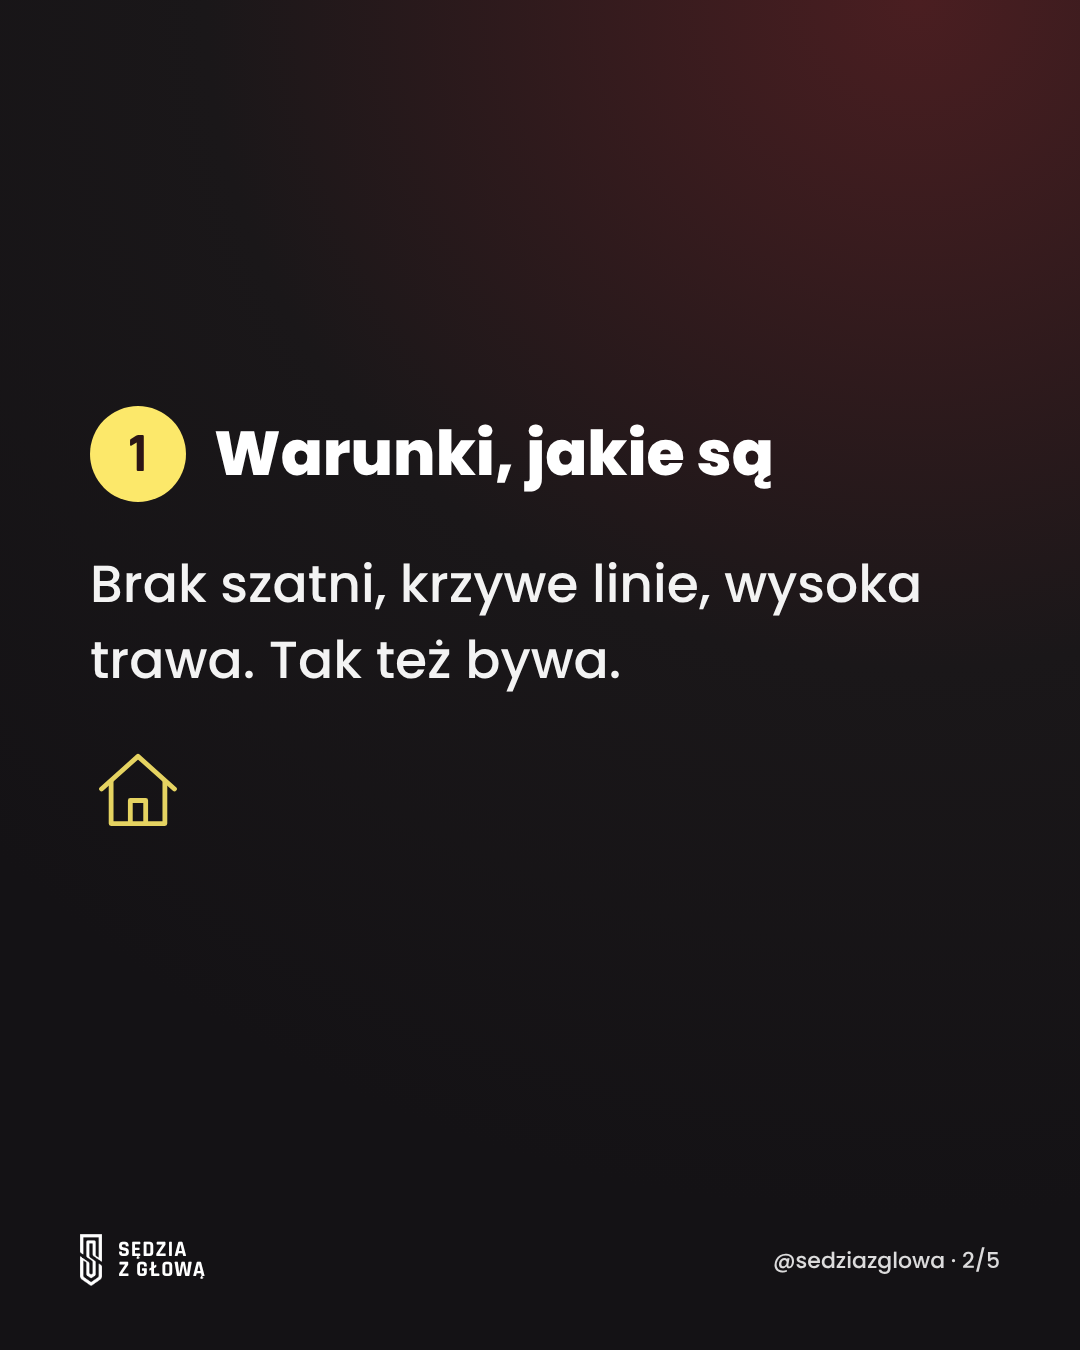 1 Warunki, jakie są
Brak szatni, krzywe linie, wysoka
trawa. Tak też bywa.
SĘDZIA
Z GŁOWĄ
@sedziazglowa · 2/5